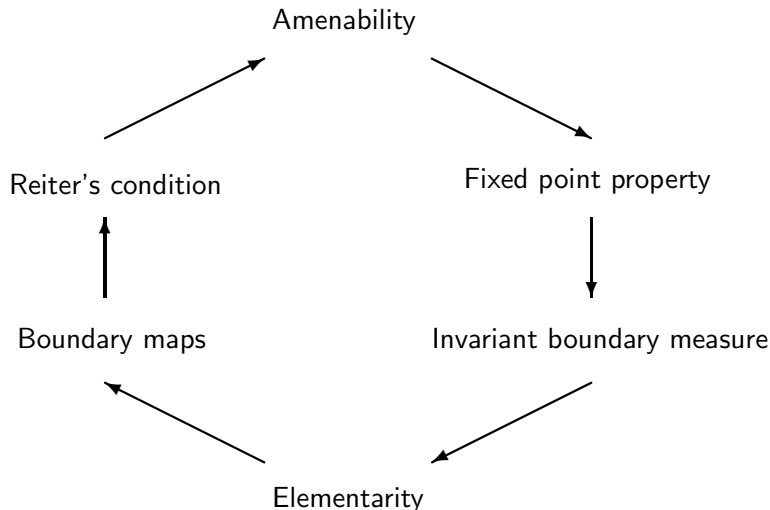 Amenability
Reiter's condition
Fixed point property
Boundary maps
Invariant boundary measure
Elementarity